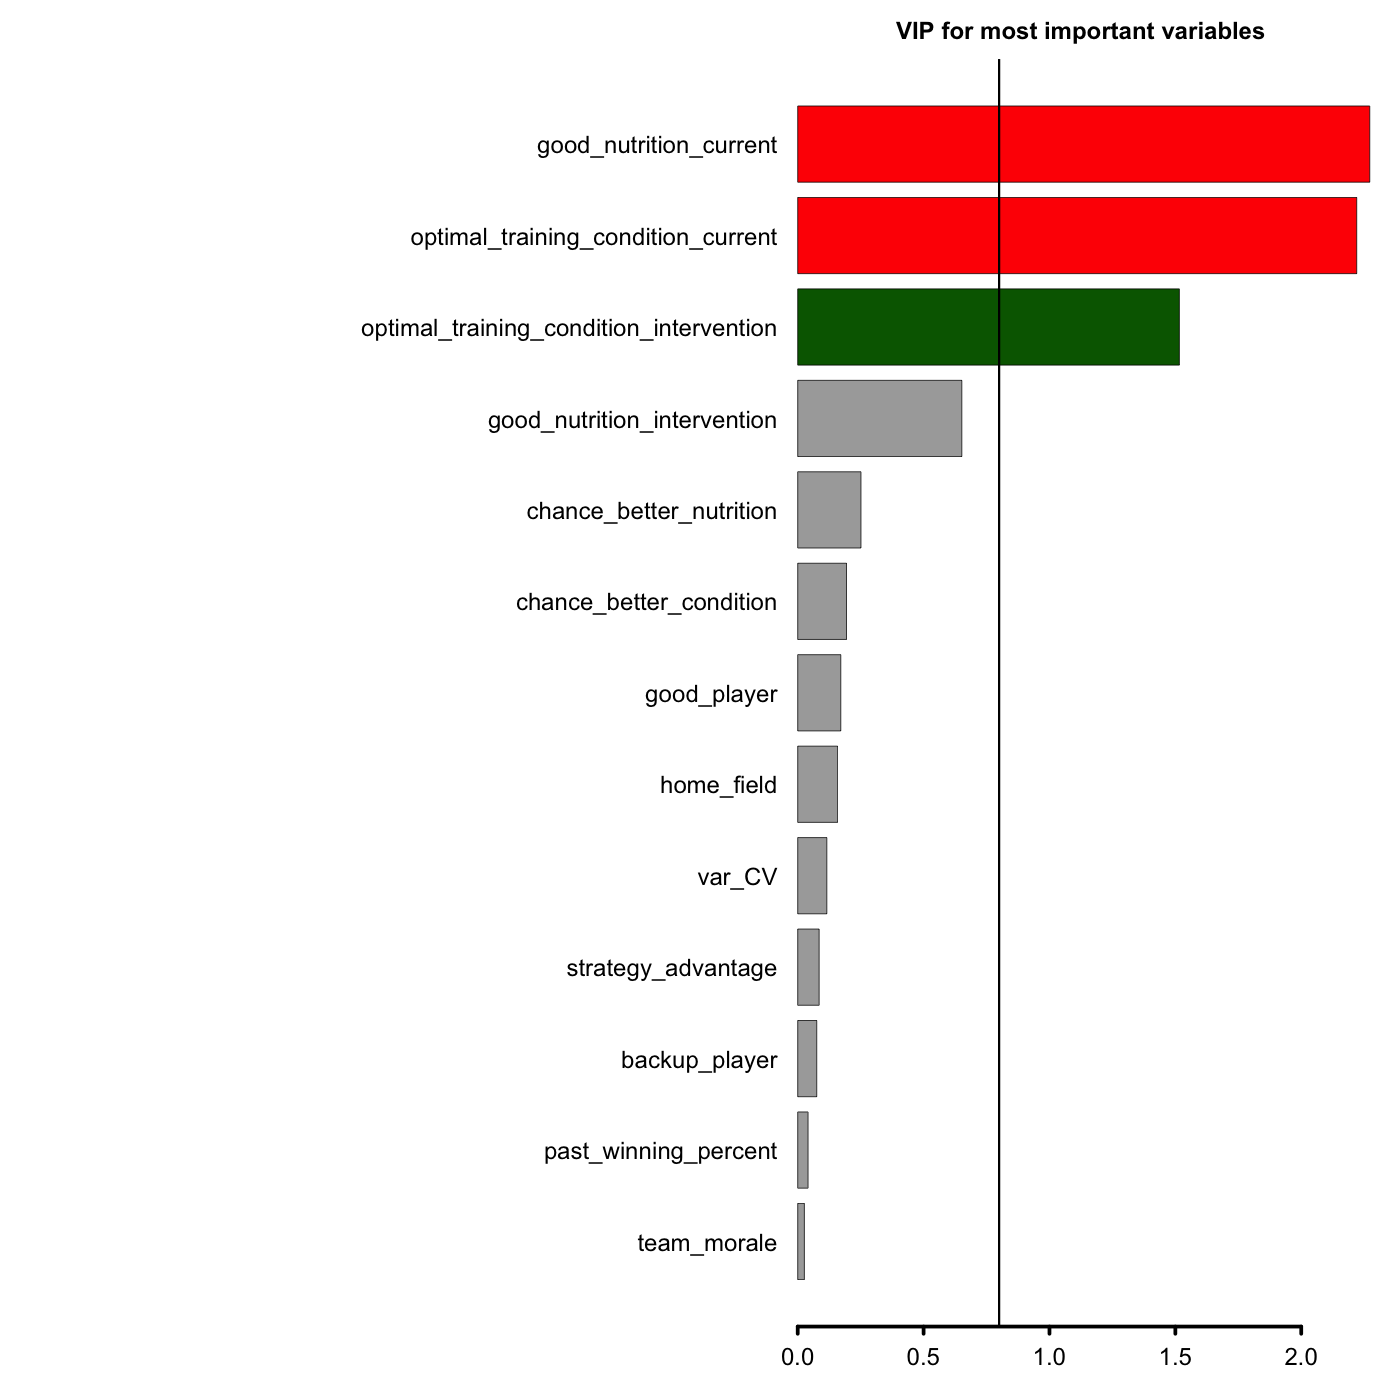 VIP for most important variables
good_nutrition_current
optimal_training_condition_current
optimal_training_condition_intervention
good_nutrition_intervention
chance_better_nutrition
chance_better_condition
good_player
home_field
var_CV
strategy_advantage
backup_player
past_winning_percent
team_morale
0.0 0.5 1.0 1.5 2.0